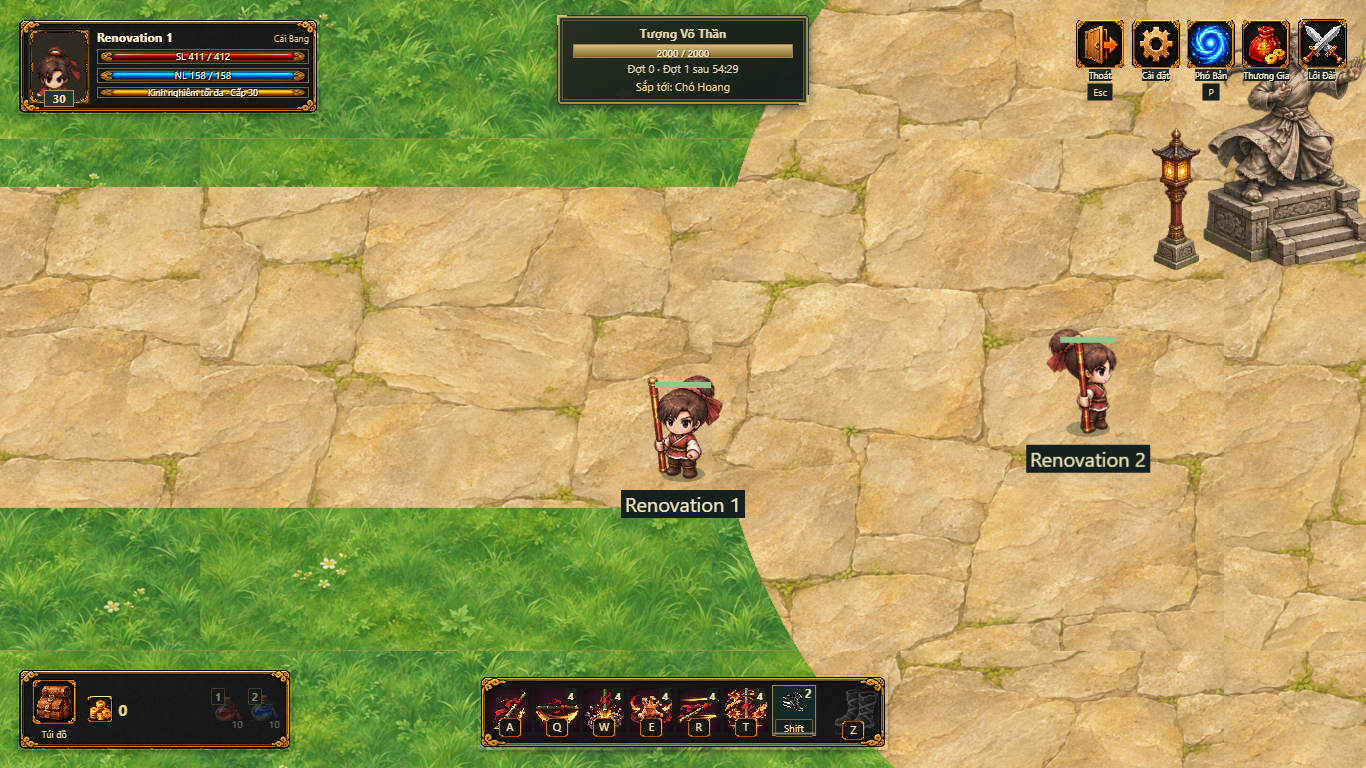 Renovation 1
Cái Bang
SL 411 / 412
NL 158 / 158
Kinh nghiệm tối đa - Cấp 30
30
Tượng Võ Thần
2000 / 2000
Đợt 0 · Đợt 1 sau 54:29
Sắp tới: Chó Hoang
Thoát
Cài đặt
Phó Bản
Thương Gia
Lôi Đài
Esc
P
Renovation 2
Renovation 1
Túi đồ
0
1
10
2
10
A
4
Q
4
W
4
E
4
R
4
T
2
Shift
Z